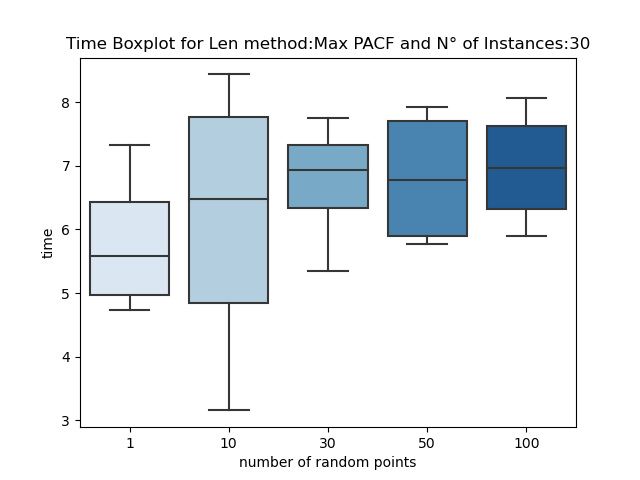 Time Boxplot for Len method:Max PACF and N° of Instances:30
8
7
6
5
4
3
time
1 10 30 50 100
number of random points